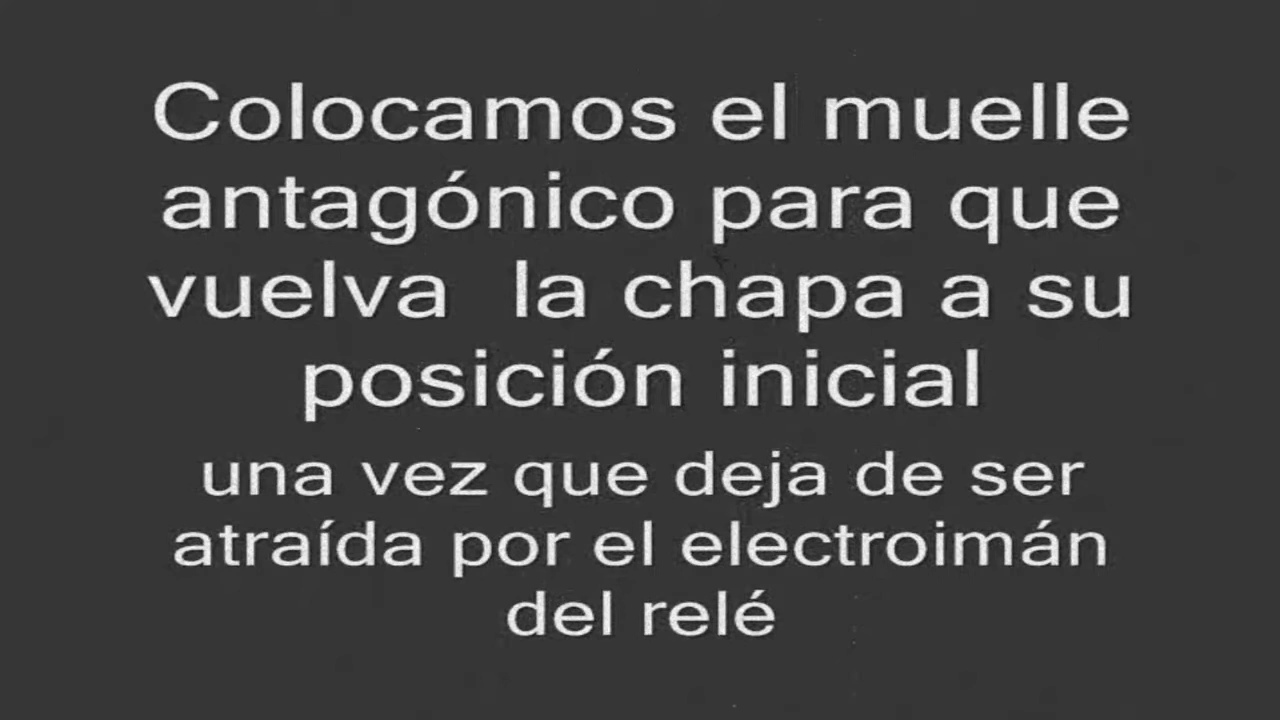 Colocamos el muelle
antagónico para que
vuelva  la chapa a su
posición inicial
una vez que deja de ser
atraída por el electroimán
del relé